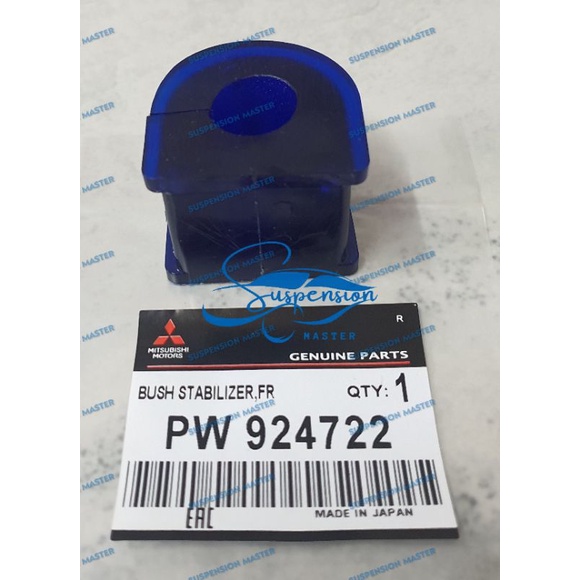 Suspension
MASTER
R
MITSUBISHI
MOTORS
GENUINE PARTS
BUSH STABILIZER,FR QTY: 1
PW 924722
EAC MADE IN JAPAN
SUSPENSION MASTER